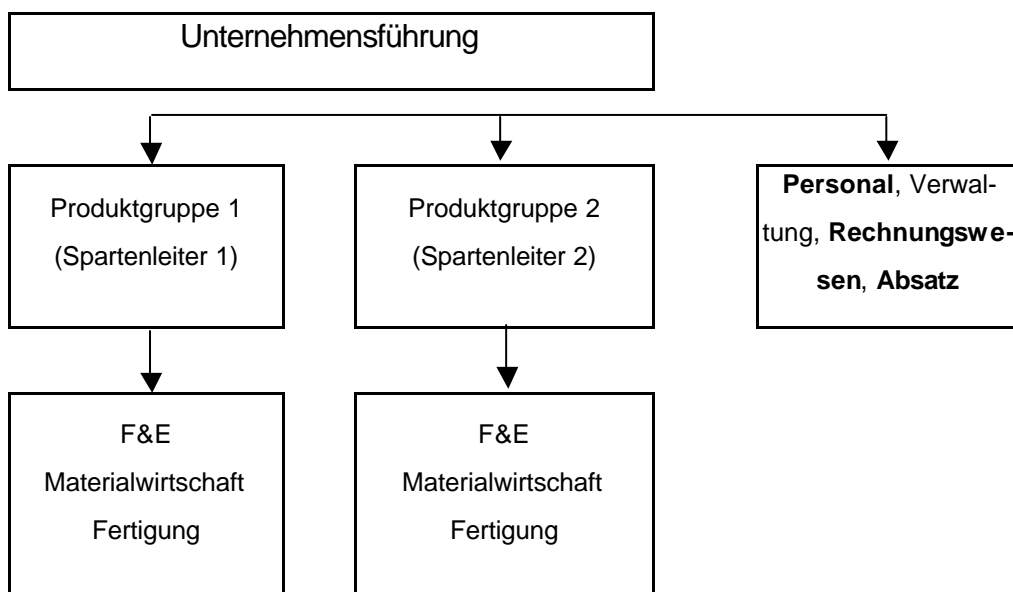 Unternehmensführung
Produktgruppe 1
(Spartenleiter 1)
Produktgruppe 2
(Spartenleiter 2)
Personal, Verwal-
tung, Rechnungswe-
sen, Absatz
F&E
Materialwirtschaft
Fertigung
F&E
Materialwirtschaft
Fertigung